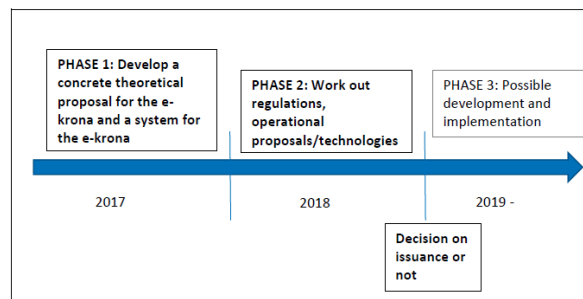 PHASE 1: Develop a
concrete theoretical
proposal for the e-
krona and a system for
the e-krona
PHASE 2: Work out
regulations,
operational
proposals/technologies
PHASE 3: Possible
development and
implementation
2017
2018
2019 -
Decision on
issuance or
not